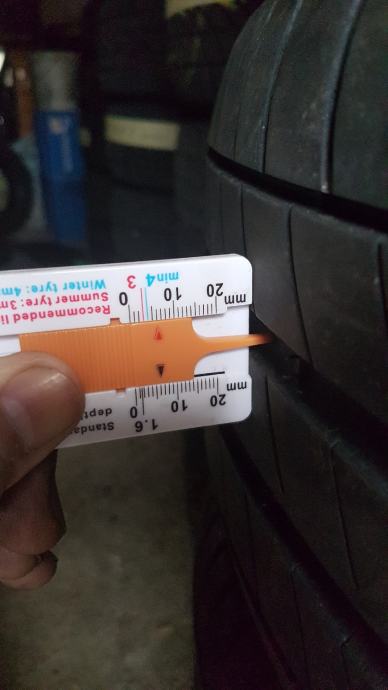 1.6 Standa
mm 20 10 0 dept
mm 20 10 0 Recommended li
Summer tyre: 3m
min4 3 Winter tyre: 4m